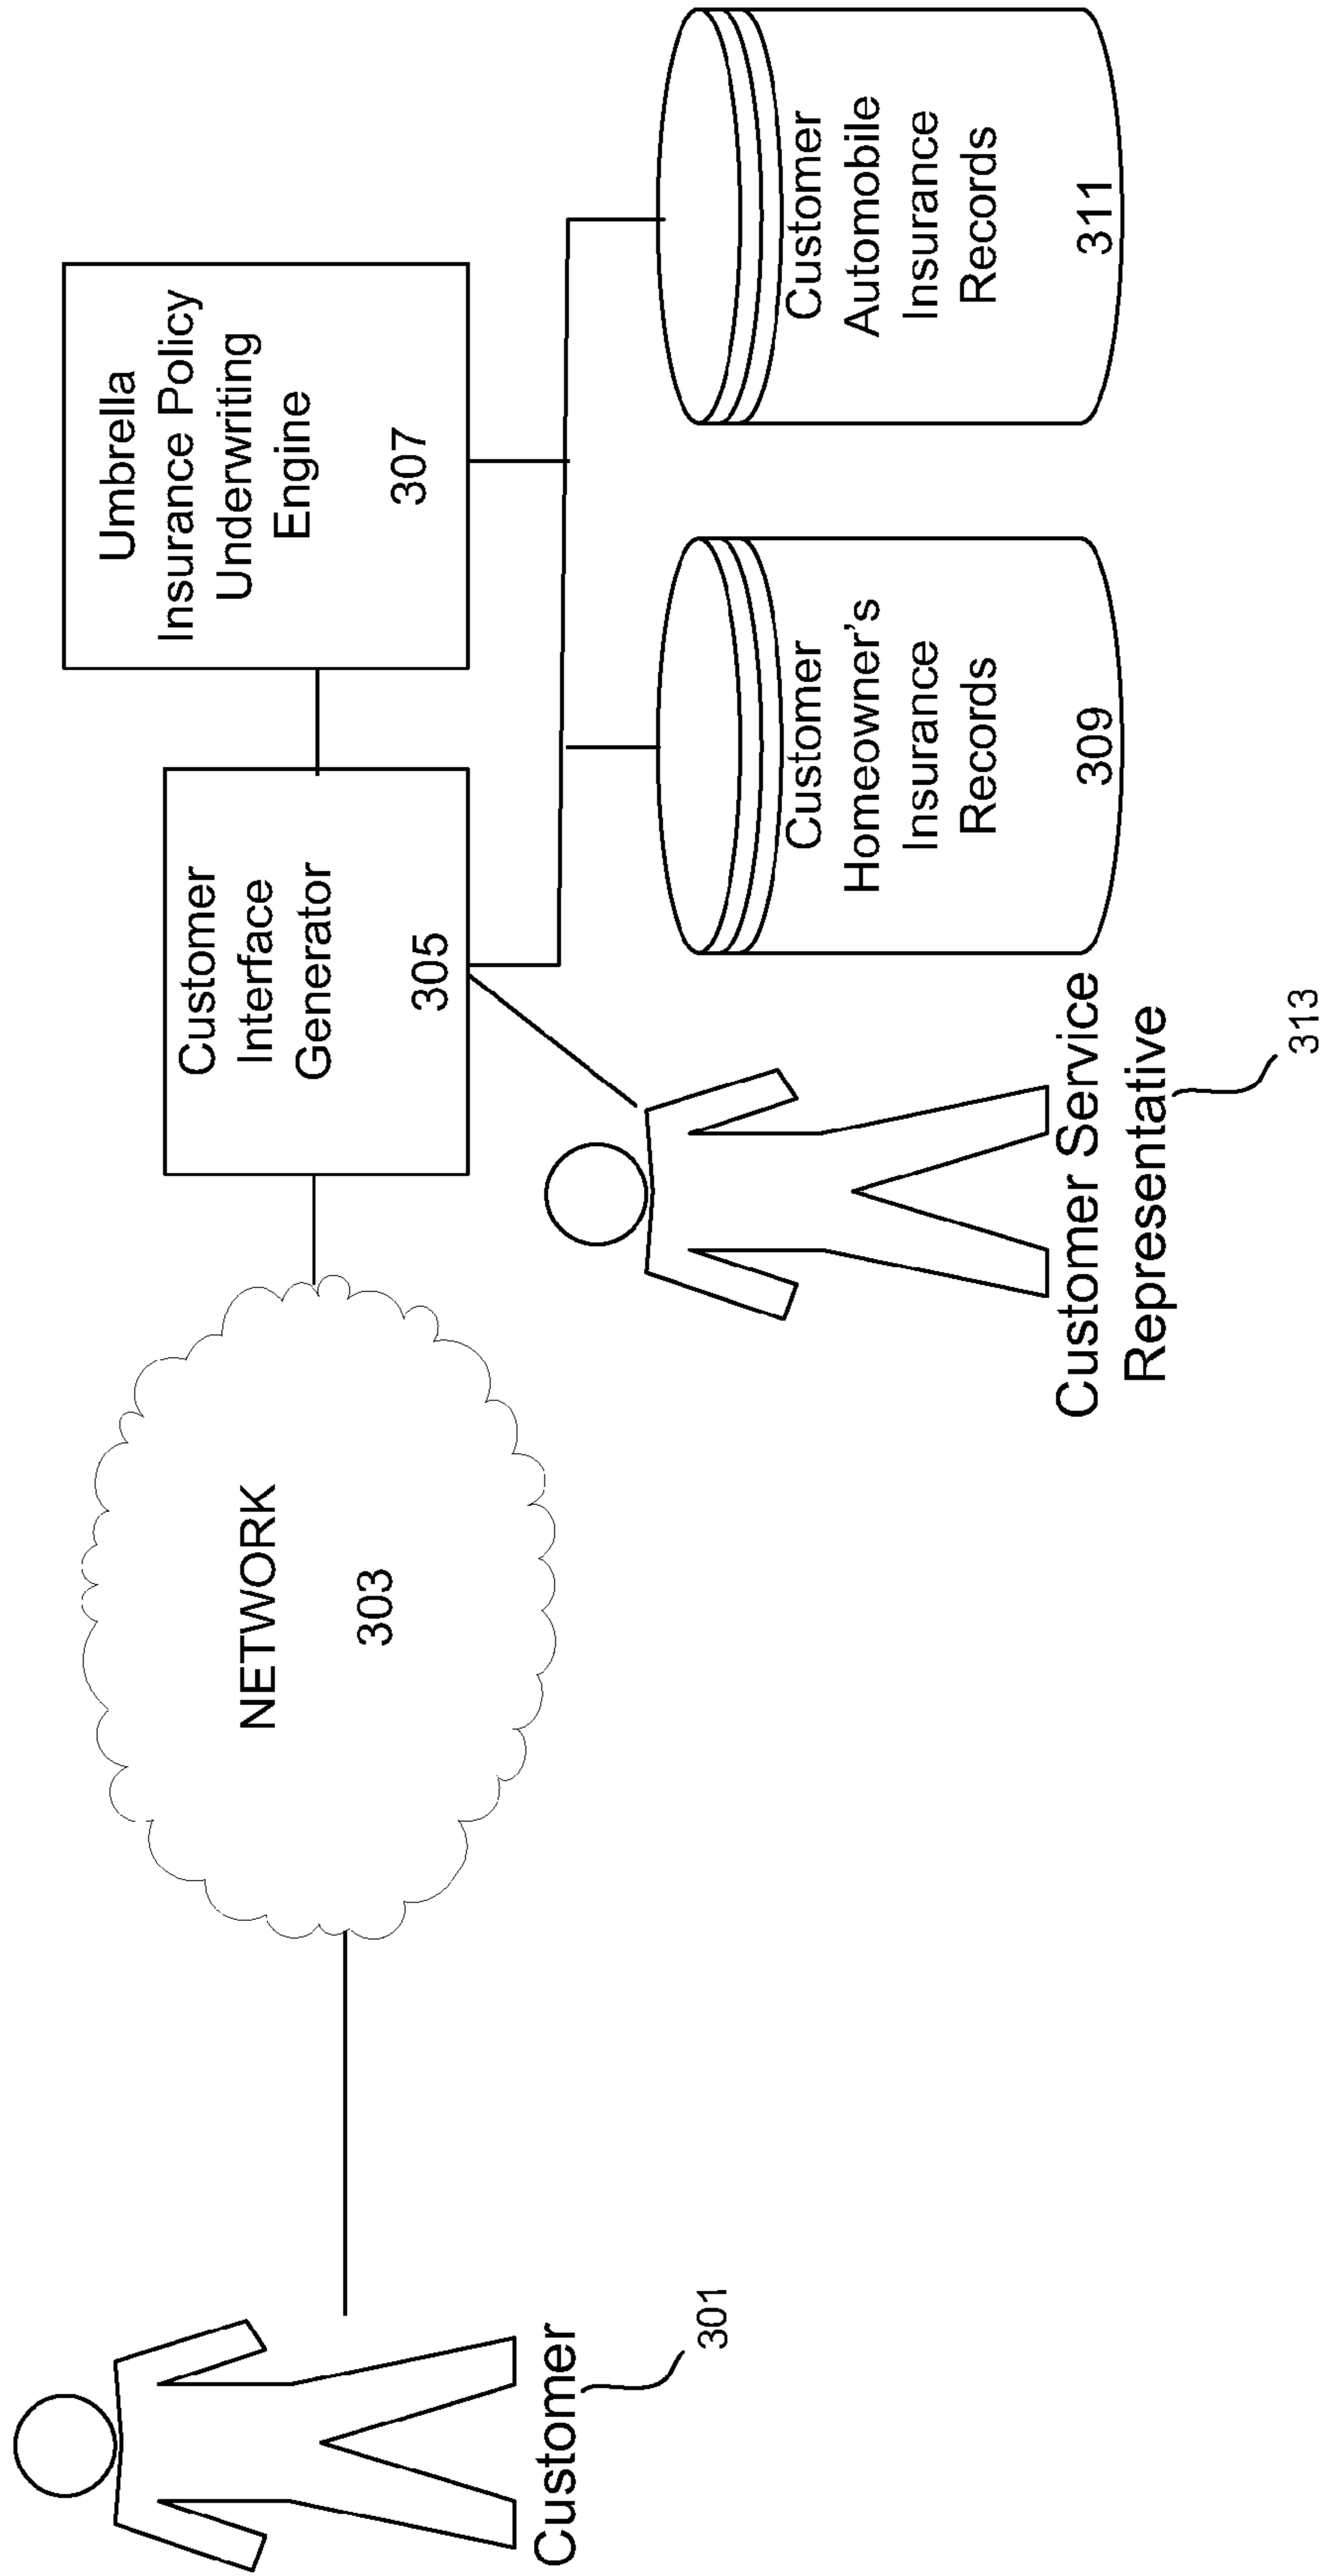 Customer
301
NETWORK
303
Customer
Interface
Generator
305
Umbrella
Insurance Policy
Underwriting
Engine
307
Customer Service
Representative
313
Customer
Homeowner's
Insurance
Records
309
Customer
Automobile
Insurance
Records
311